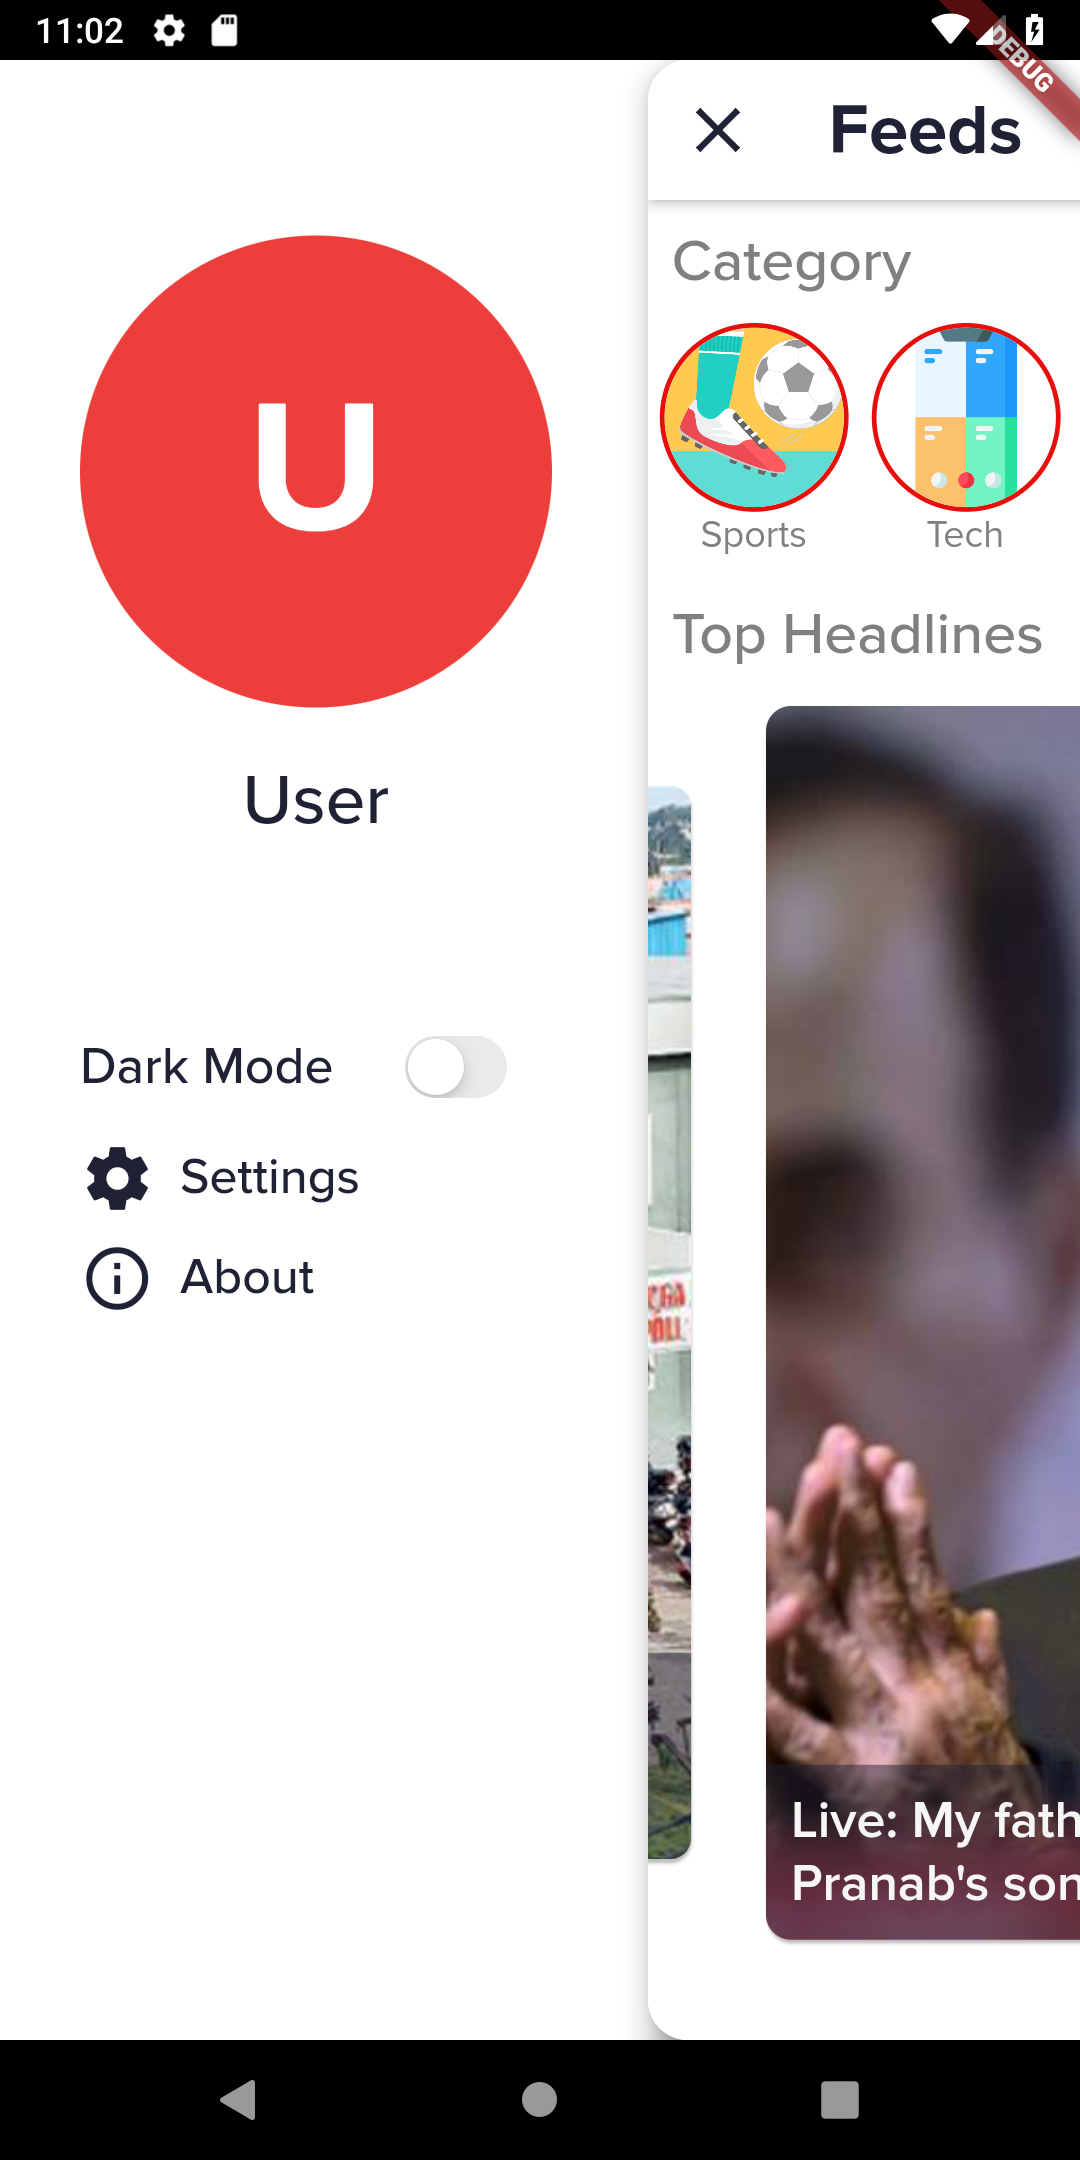 11:02
DEBUG
Feeds
Category
Sports
Tech
Top Headlines
U
User
Dark Mode
Settings
About
Live: My fath
Pranab's son